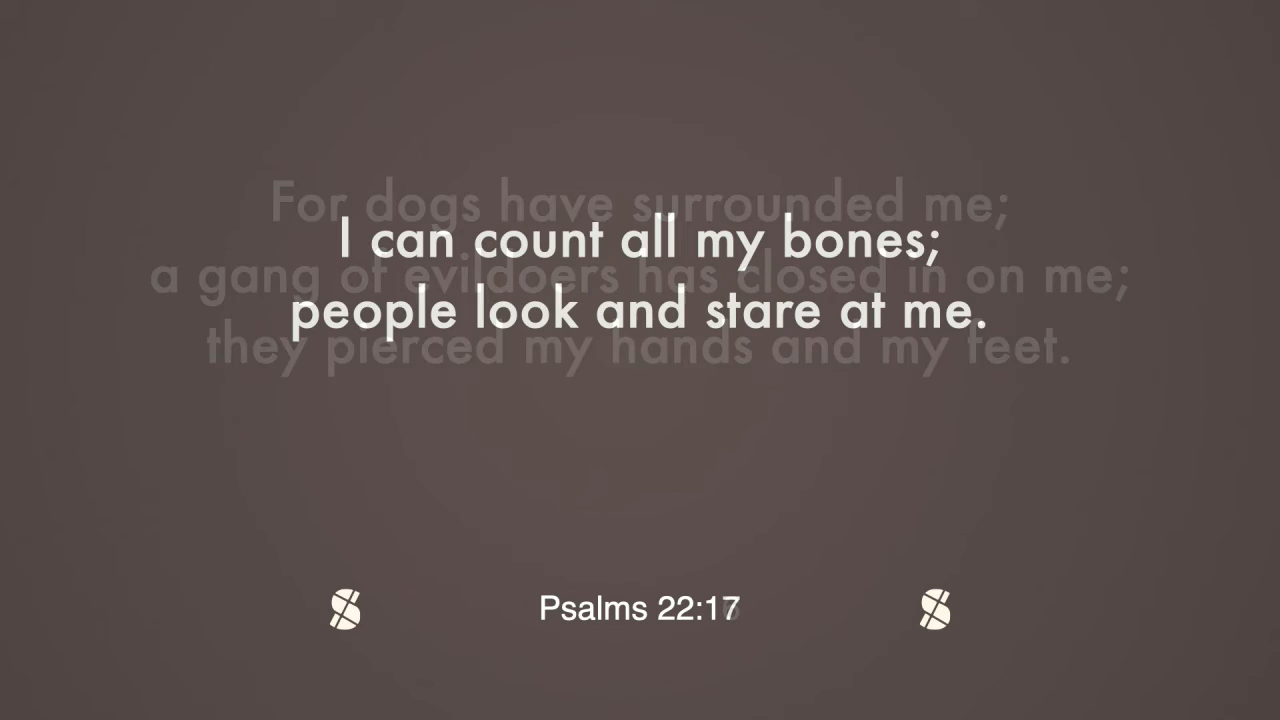 For dogs have surrounded me;
I can count all my bones;
a gang of evildoers has closed in on me;
people look and stare at me.
they pierced my hands and my feet.
Psalms 22:17